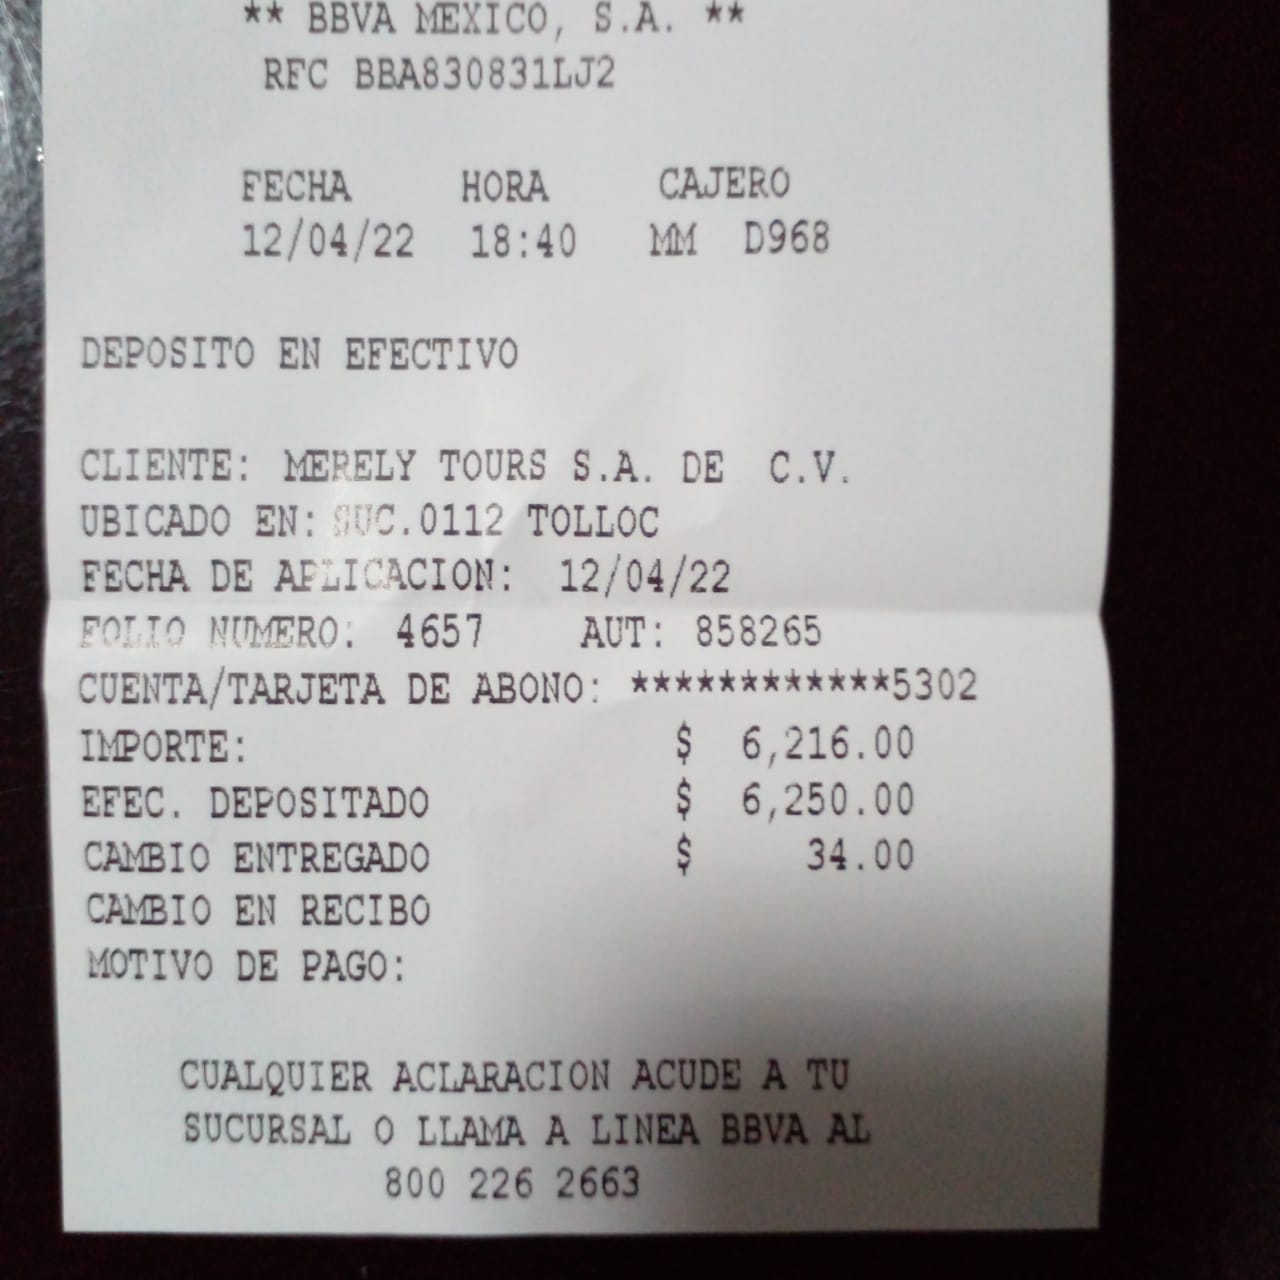 ** BBVA MEXICO, S.A. **
RFC BBA830831LJ2
FECHA HORA CAJERO
12/04/22 18:40 MM D968
DEPOSITO EN EFECTIVO
CLIENTE: MERELY TOURS S.A. DE C.V.
UBICADO EN: SUC.0112 TOLLOC
FECHA DE APLICACION: 12/04/22
FOLIO NUMERO: 4657 AUT: 858265
CUENTA/TARJETA DE ABONO: ************5302
IMPORTE: $ 6,216.00
EFEC. DEPOSITADO $ 6,250.00
CAMBIO ENTREGADO $ 34.00
CAMBIO EN RECIBO
MOTIVO DE PAGO:
CUALQUIER ACLARACION ACUDE A TU
SUCURSAL O LLAMA A LINEA BBVA AL
800 226 2663